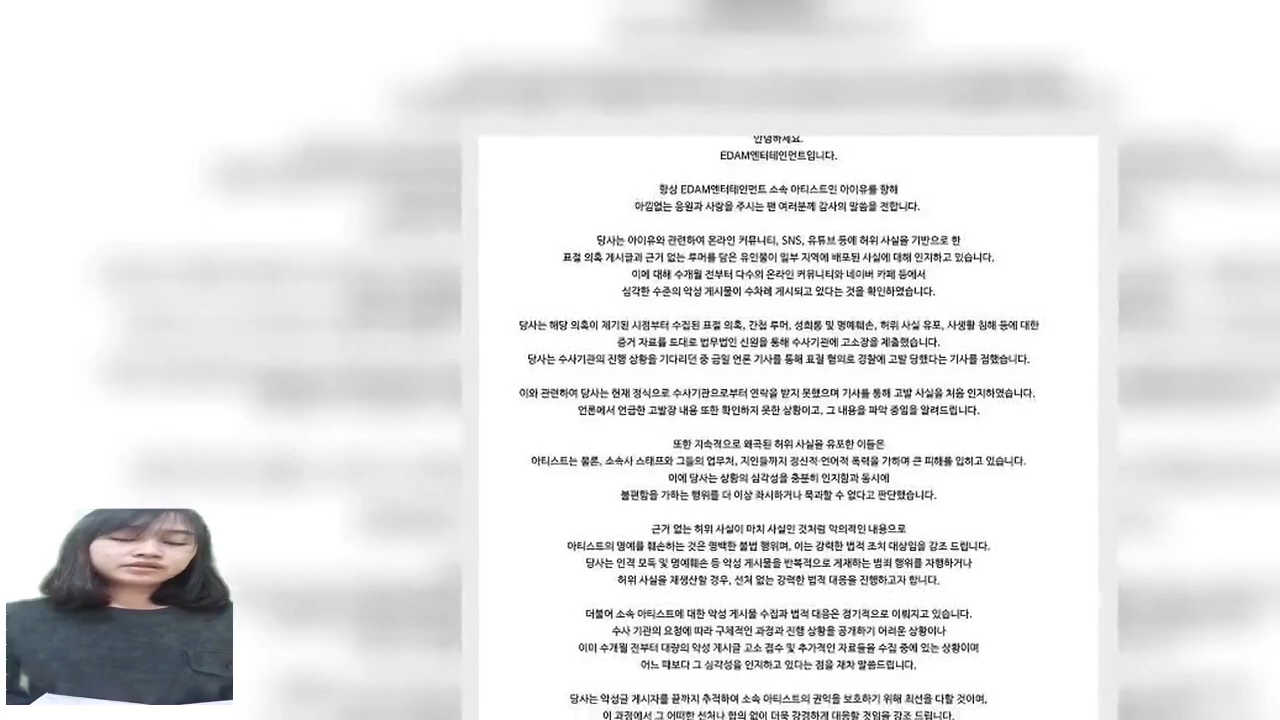 안녕하세요.
EDAM엔터테인먼트입니다.
항상 EDAM엔터테인먼트 소속 아티스트인 아이유를 향해
아낌없는 응원과 사랑을 주시는 팬 여러분께 감사의 말씀을 전합니다.
당사는 아이유와 관련하여 온라인 커뮤니티, SNS, 유튜브 등에 허위 사실을 기반으로 한
표절 의혹 게시글과 근거 없는 루머를 담은 유인물이 일부 지역에 배포된 사실에 대해 인지하고 있습니다.
이에 대해 수개월 전부터 다수의 온라인 커뮤니티와 네이버 카페 등에서
심각한 수준의 악성 게시물이 수차례 게시되고 있다는 것을 확인하였습니다.
당사는 해당 의혹이 제기된 시점부터 수집된 표절 의혹, 간첩 루머, 성희롱 및 명예훼손, 허위 사실 유포, 사생활 침해 등에 대한
증거 자료를 토대로 법무법인 신원을 통해 수사기관에 고소장을 제출했습니다.
당사는 수사기관의 진행 상황을 기다리던 중 금일 언론 기사를 통해 표절 혐의로 경찰에 고발 당했다는 기사를 접했습니다.
이와 관련하여 당사는 현재 정식으로 수사기관으로부터 연락을 받지 못했으며 기사를 통해 고발 사실을 처음 인지하였습니다.
언론에서 언급한 고발장 내용 또한 확인하지 못한 상황이고, 그 내용을 파악 중임을 알려드립니다.
또한 지속적으로 왜곡된 허위 사실을 유포한 이들은
아티스트는 물론, 소속사 스태프와 그들의 업무처, 지인들까지 정신적·언어적 폭력을 가하며 큰 피해를 입히고 있습니다.
이에 당사는 상황의 심각성을 충분히 인지함과 동시에
불편함을 가하는 행위를 더 이상 좌시하거나 묵과할 수 없다고 판단했습니다.
근거 없는 허위 사실이 마치 사실인 것처럼 악의적인 내용으로
아티스트의 명예를 훼손하는 것은 명백한 불법 행위며, 이는 강력한 법적 조치 대상임을 강조 드립니다.
당사는 인격 모독 및 명예훼손 등 악성 게시물을 반복적으로 게재하는 범죄 행위를 자행하거나
허위 사실을 재생산할 경우, 선처 없는 강력한 법적 대응을 진행하고자 합니다.
더불어 소속 아티스트에 대한 악성 게시물 수집과 법적 대응은 정기적으로 이뤄지고 있습니다.
수사 기관의 요청에 따라 구체적인 과정과 진행 상황을 공개하기 어려운 상황이나
이미 수개월 전부터 대량의 악성 게시글 고소 접수 및 추가적인 자료들을 수집 중에 있는 상황이며
어느 때보다 그 심각성을 인지하고 있다는 점을 재차 말씀드립니다.
당사는 악성글 게시자를 끝까지 추적하여 소속 아티스트의 권익을 보호하기 위해 최선을 다할 것이며,
이 과정에서 그 어떠한 선처나 합의 없이 더욱 강경하게 대응할 것임을 강조 드립니다.